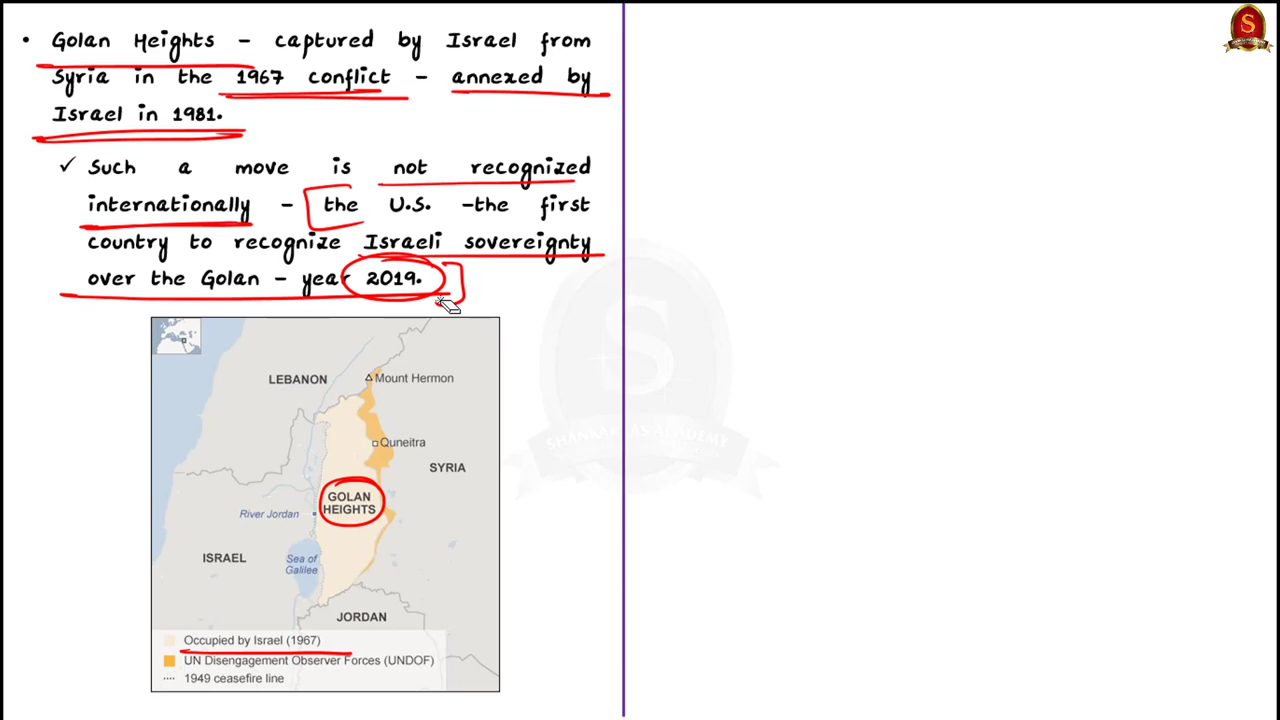 • Golan Heights – captured by Israel from
Syria in the 1967 conflict – annexed by
Israel in 1981.
✓ Such a move is not recognized
internationally – the U.S. -the first
country to recognize Israeli sovereignty
over the Golan – year 2019.
LEBANON
Mount Hermon
Quneitra
SYRIA
GOLAN
HEIGHTS
River Jordan
ISRAEL
Sea of
Galilee
JORDAN
Occupied by Israel (1967)
UN Disengagement Observer Forces (UNDOF)
1949 ceasefire line
S
SHANKAR IAS ACADEMY